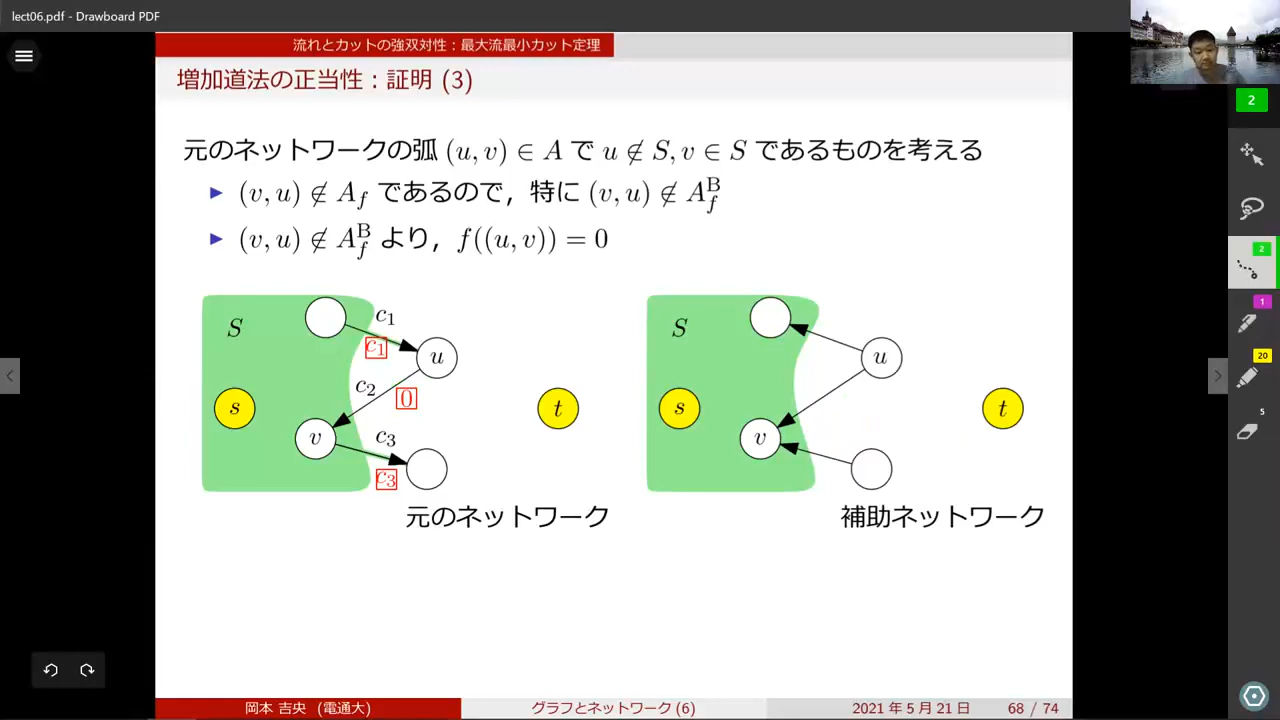 lect06.pdf - Drawboard PDF
流れとカットの強双対性：最大流最小カット定理
増加道法の正当性：証明 (3)
元のネットワークの弧 (u, v) ∈ A で u ∉ S, v ∈ S であるものを考える
▶ (v, u) ∉ A_f であるので，特に (v, u) ∉ A_f^B
▶ (v, u) ∉ A_f^B より，f((u, v)) = 0
S
c₁
c₁
u
c₂
0
s
t
v
c₃
c₃
元のネットワーク
S
u
s
t
v
補助ネットワーク
2
2
1
20
5
岡本 吉央 (電通大)
グラフとネットワーク (6)
2021 年 5 月 21 日
68 / 74